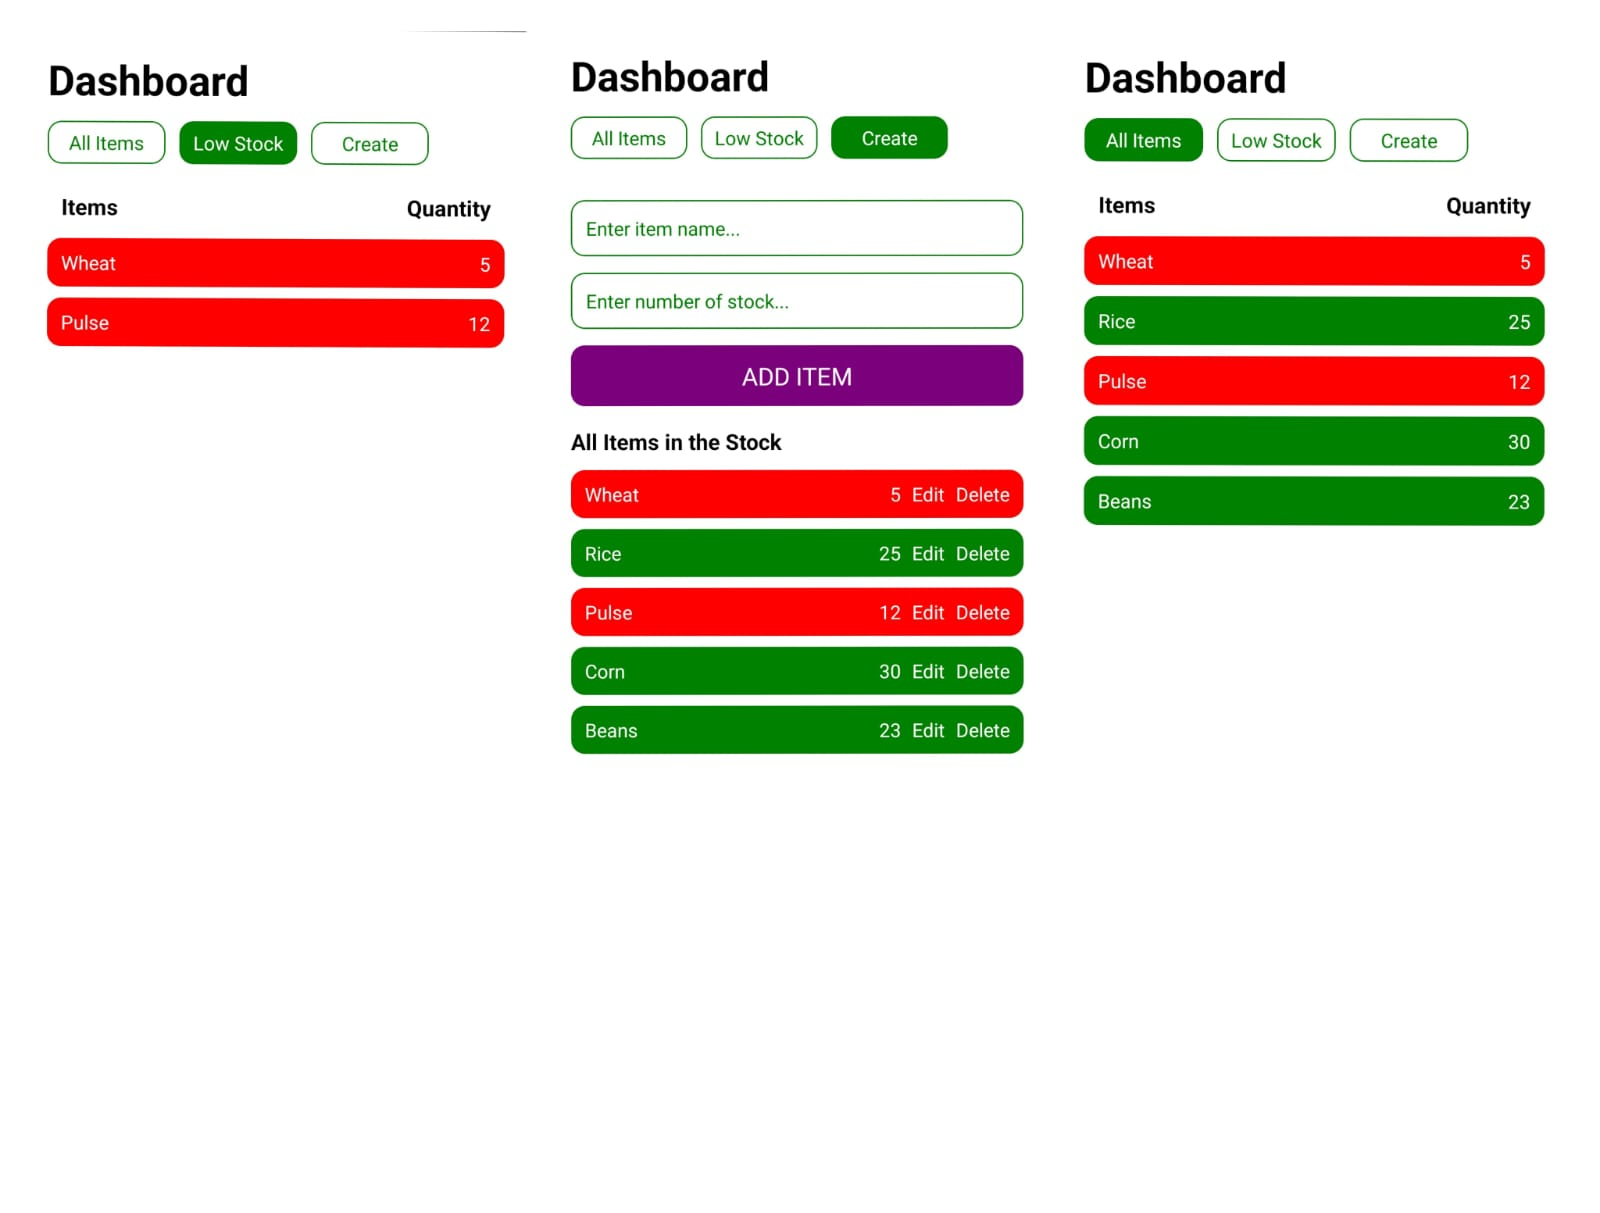 Dashboard
All Items Low Stock Create
Items Quantity
Wheat 5
Pulse 12
Dashboard
All Items Low Stock Create
Enter item name...
Enter number of stock...
ADD ITEM
All Items in the Stock
Wheat 5 Edit Delete
Rice 25 Edit Delete
Pulse 12 Edit Delete
Corn 30 Edit Delete
Beans 23 Edit Delete
Dashboard
All Items Low Stock Create
Items Quantity
Wheat 5
Rice 25
Pulse 12
Corn 30
Beans 23